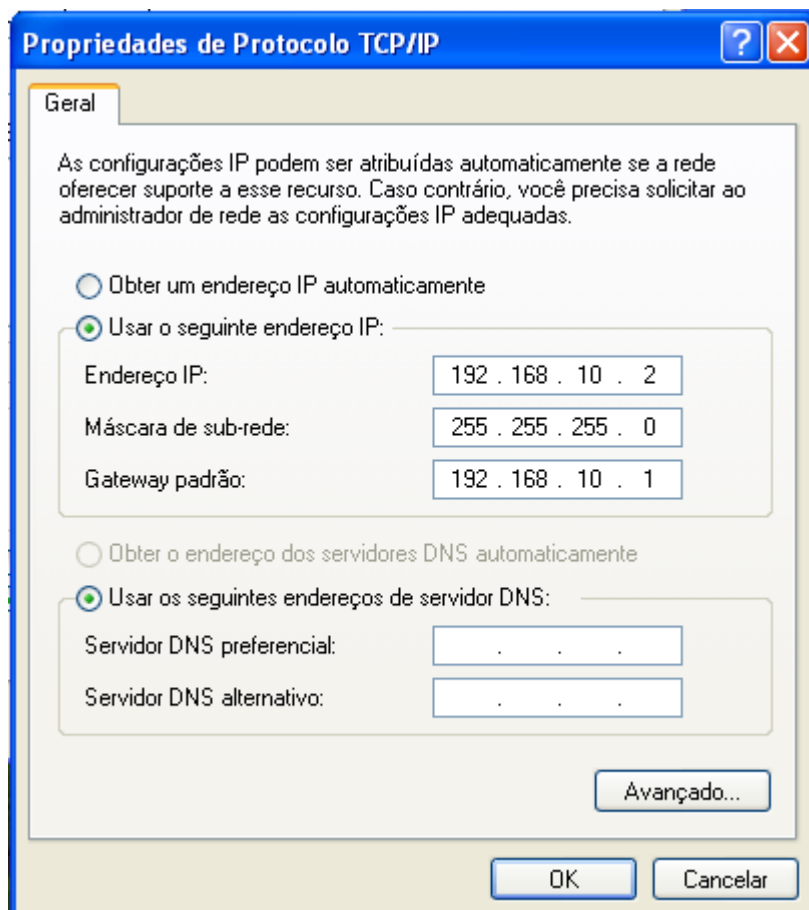 Propriedades de Protocolo TCP/IP
Geral
As configurações IP podem ser atribuídas automaticamente se a rede
oferecer suporte a esse recurso. Caso contrário, você precisa solicitar ao
administrador de rede as configurações IP adequadas.
Obter um endereço IP automaticamente
Usar o seguinte endereço IP:
Endereço IP: 192 . 168 . 10 . 2
Máscara de sub-rede: 255 . 255 . 255 . 0
Gateway padrão: 192 . 168 . 10 . 1
Obter o endereço dos servidores DNS automaticamente
Usar os seguintes endereços de servidor DNS:
Servidor DNS preferencial: . . .
Servidor DNS alternativo: . . .
Avançado...
OK Cancelar